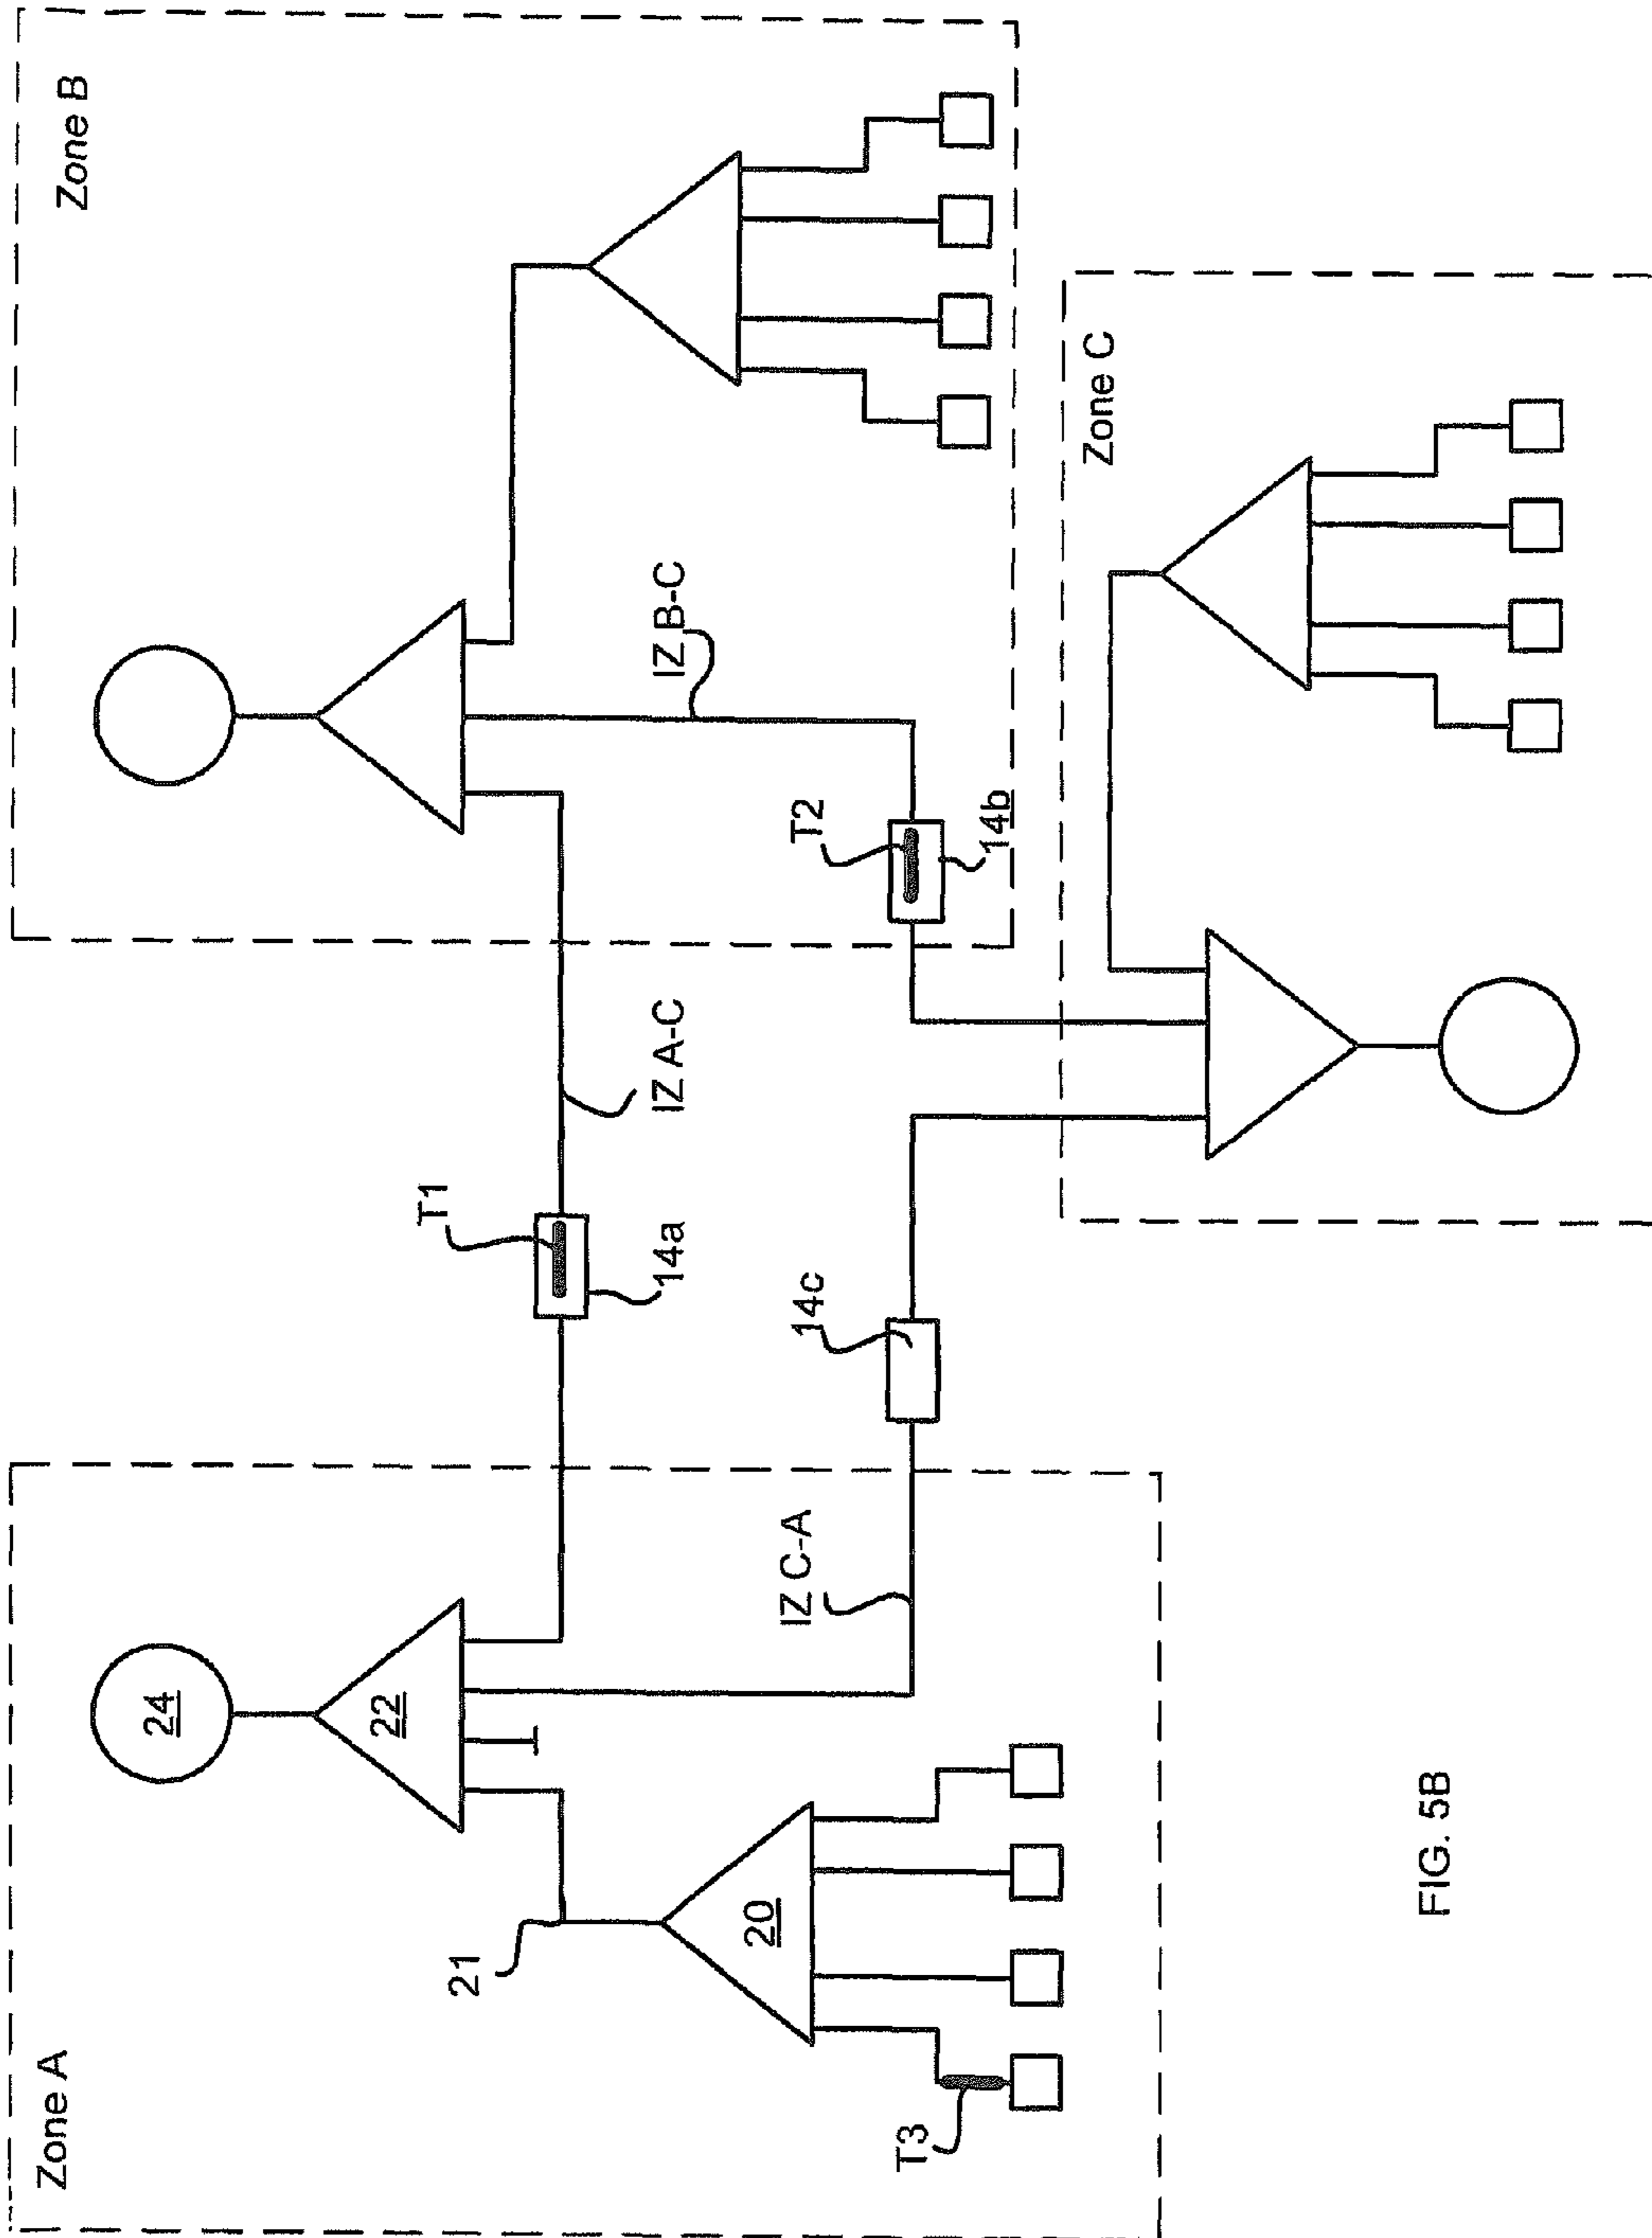 Zone A
24
22
21
20
T3
IZ C-A
T1
14a
14c
IZ A-C
Zone B
IZ B-C
T2
14b
Zone C
FIG. 5B